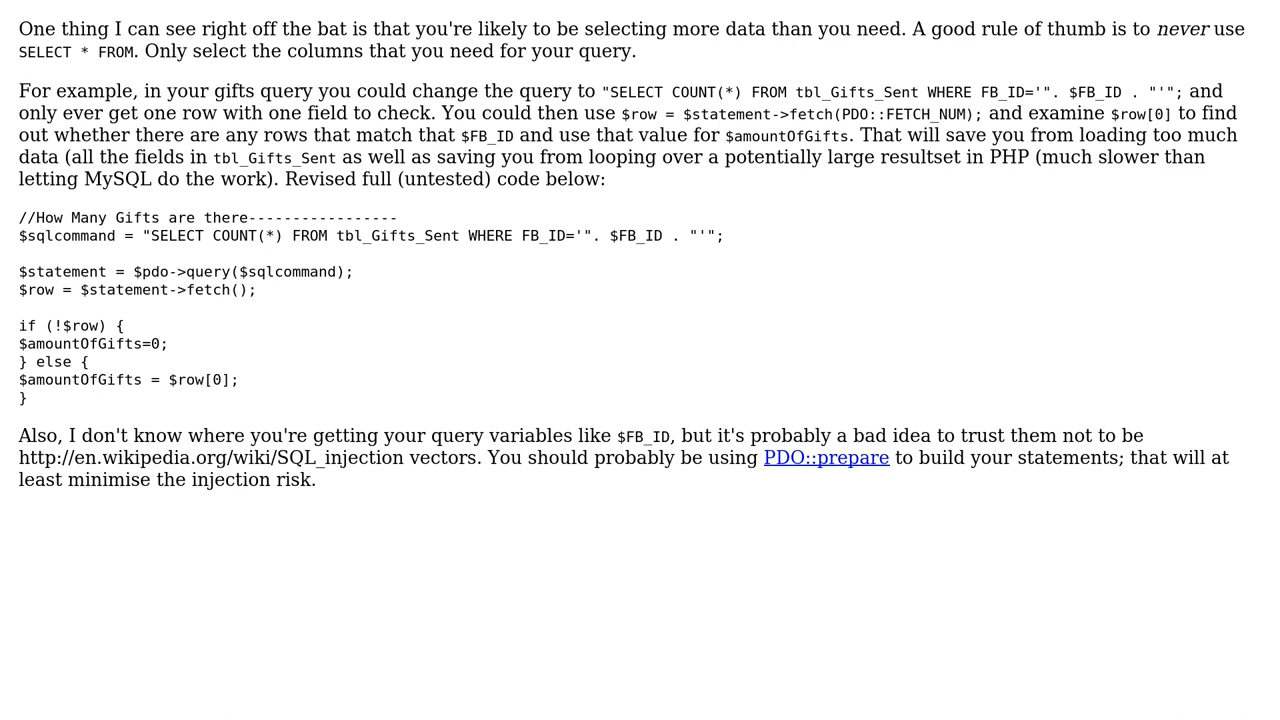 One thing I can see right off the bat is that you're likely to be selecting more data than you need. A good rule of thumb is to never use
SELECT * FROM. Only select the columns that you need for your query.
For example, in your gifts query you could change the query to "SELECT COUNT(*) FROM tbl_Gifts_Sent WHERE FB_ID='". $FB_ID . "'"; and
only ever get one row with one field to check. You could then use $row = $statement->fetch(PDO::FETCH_NUM); and examine $row[0] to find
out whether there are any rows that match that $FB_ID and use that value for $amountOfGifts. That will save you from loading too much
data (all the fields in tbl_Gifts_Sent as well as saving you from looping over a potentially large resultset in PHP (much slower than
letting MySQL do the work). Revised full (untested) code below:
//How Many Gifts are there-----------------
$sqlcommand = "SELECT COUNT(*) FROM tbl_Gifts_Sent WHERE FB_ID='". $FB_ID . "'";
$statement = $pdo->query($sqlcommand);
$row = $statement->fetch();
if (!$row) {
$amountOfGifts=0;
} else {
$amountOfGifts = $row[0];
}
Also, I don't know where you're getting your query variables like $FB_ID, but it's probably a bad idea to trust them not to be
http://en.wikipedia.org/wiki/SQL_injection vectors. You should probably be using PDO::prepare to build your statements; that will at
least minimise the injection risk.